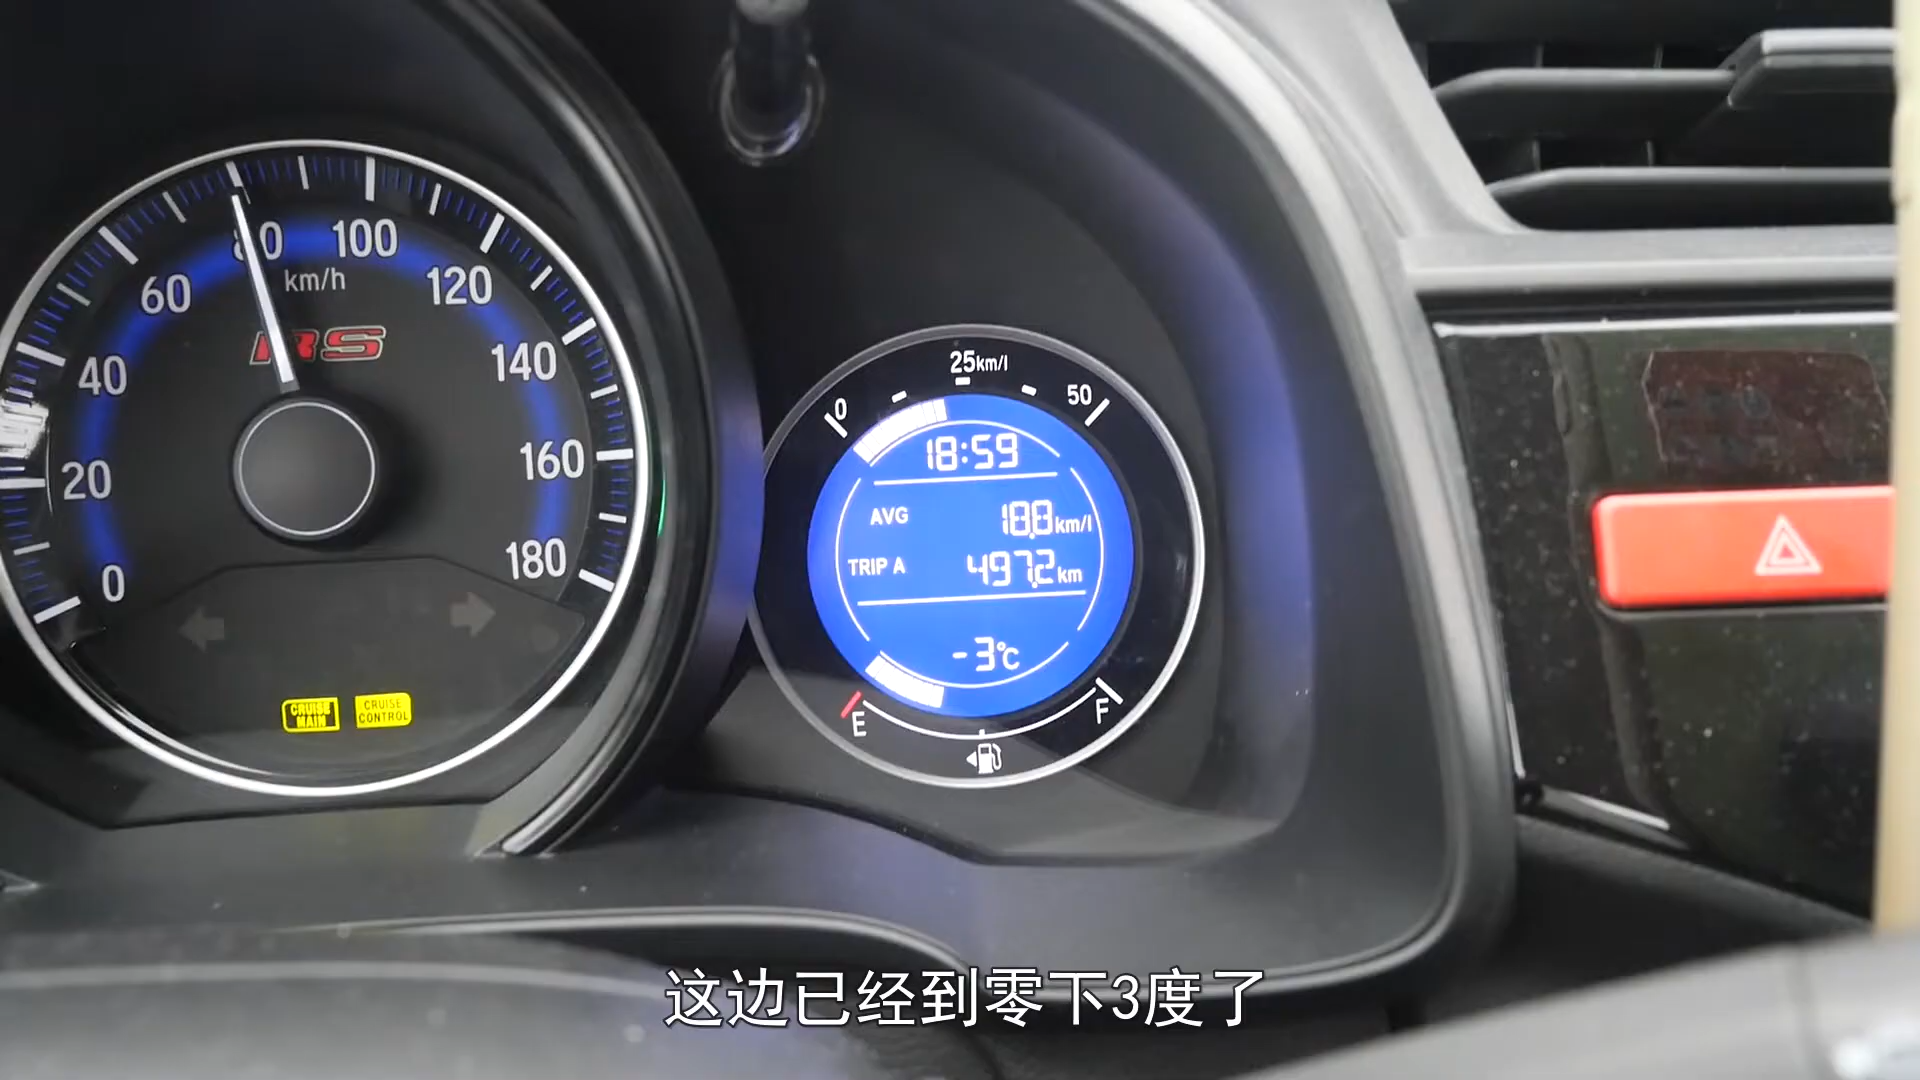 0
20
40
60
80
100
120
140
160
180
km/h
RS
CRUISE MAIN
CRUISE CONTROL
0
25km/l
50
18:59
AVG 18.8km/l
TRIP A 497.2km
-3°C
E
F
这边已经到零下3度了